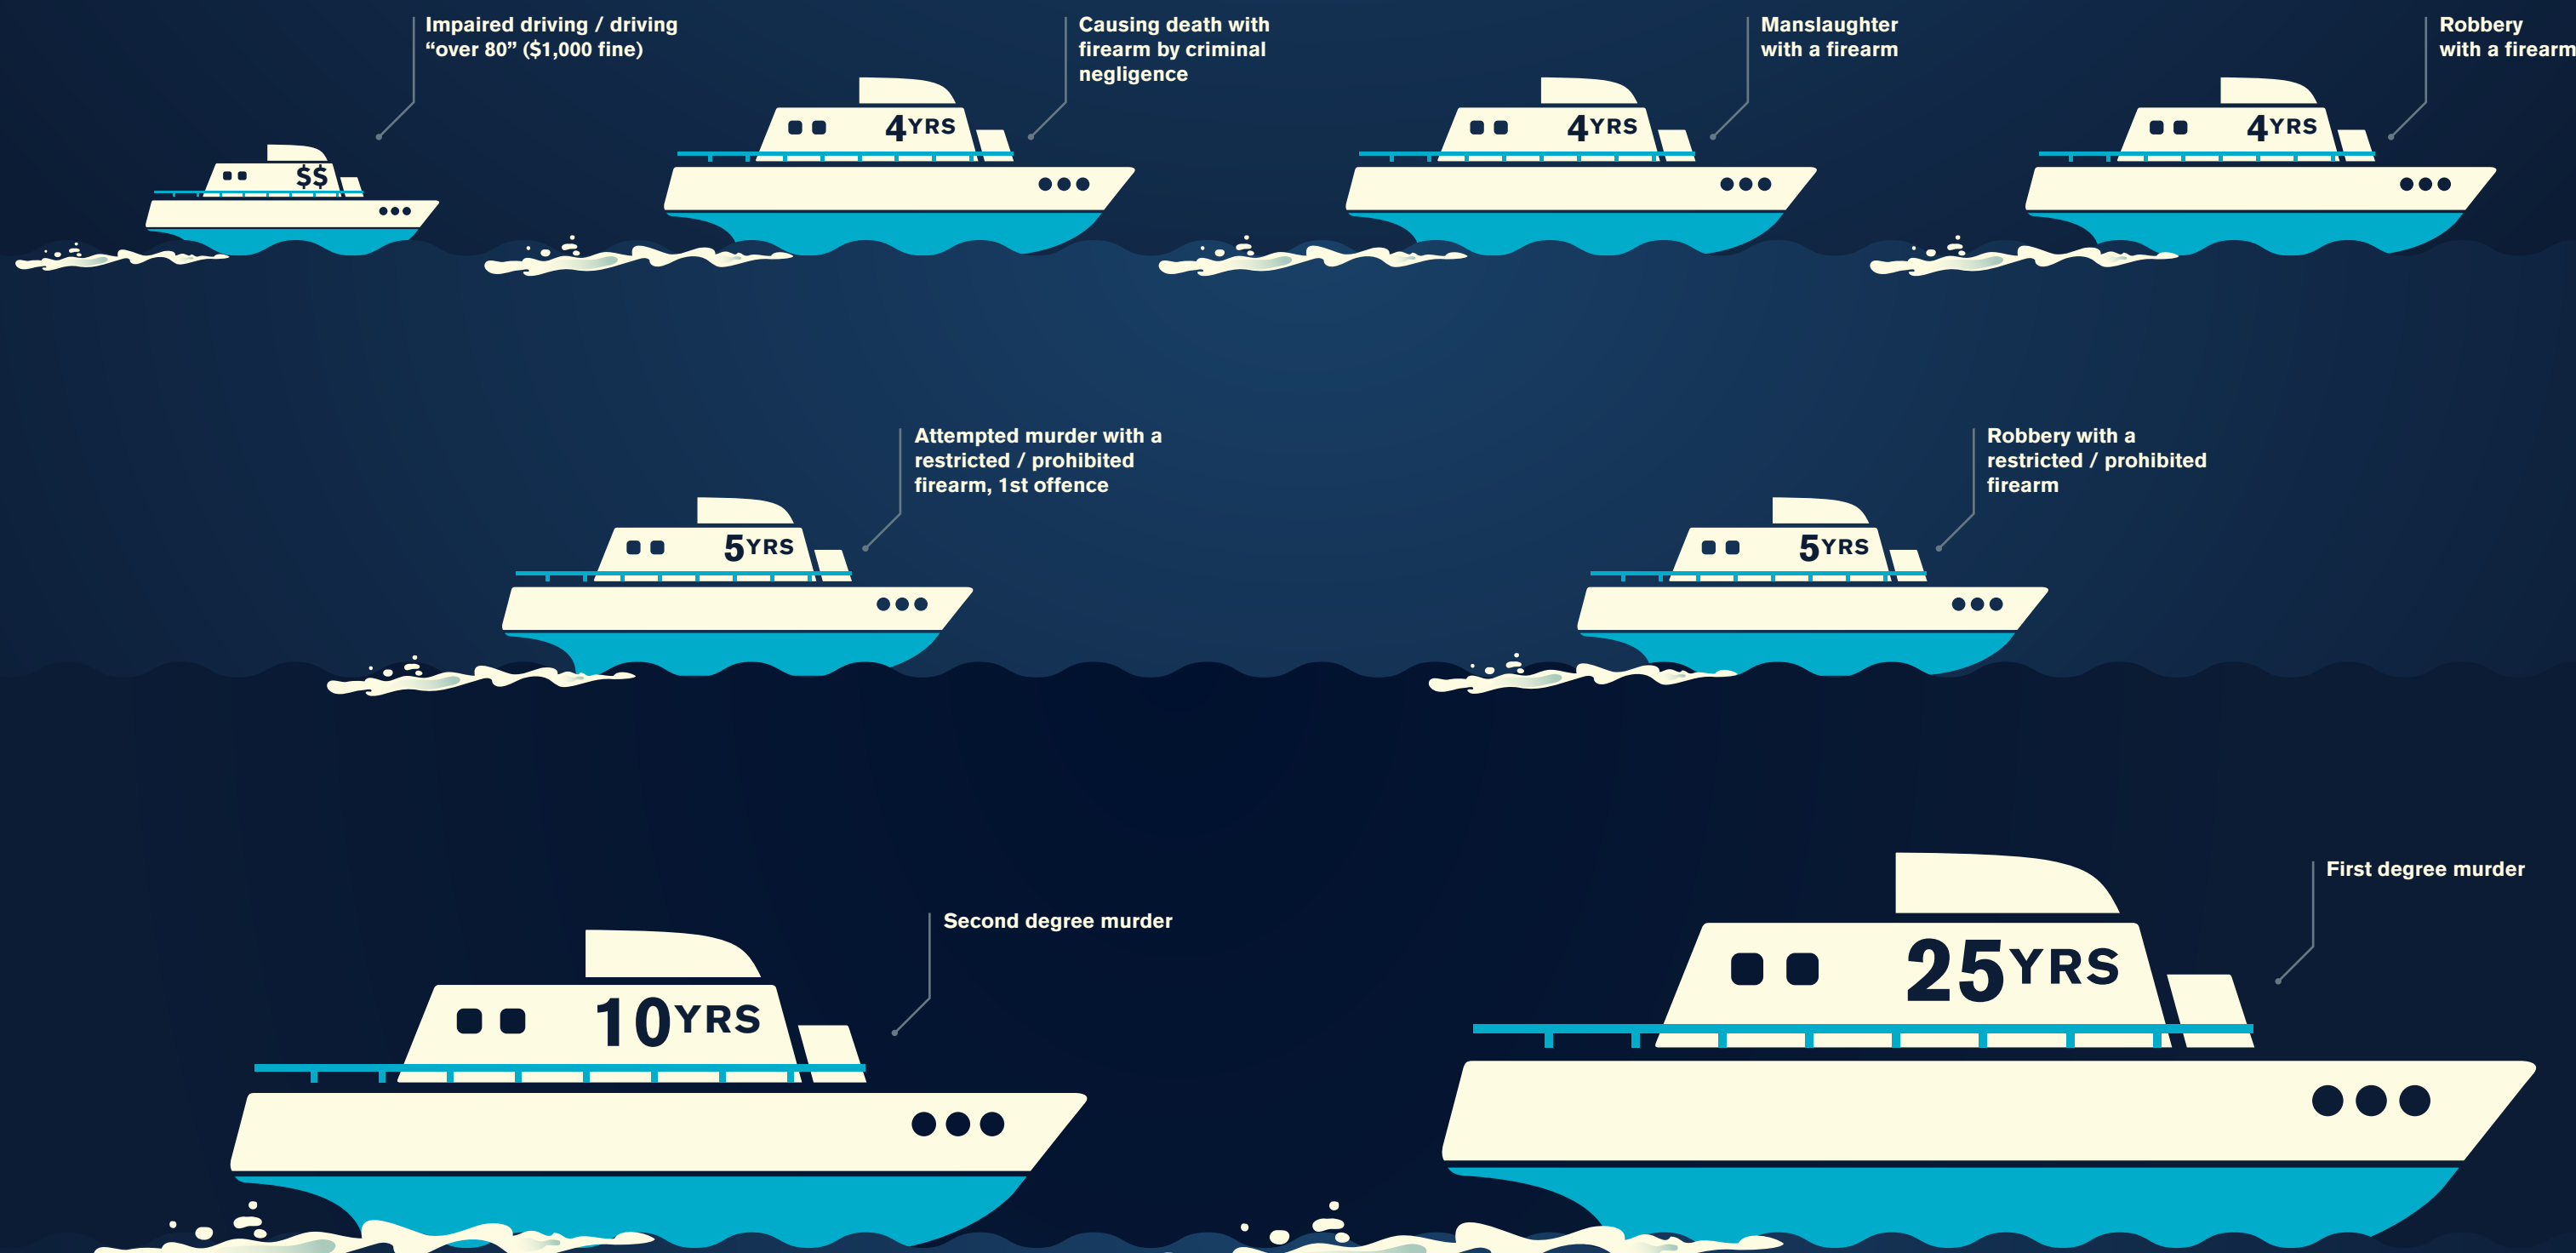 Impaired driving / driving
“over 80” ($1,000 fine)
$$
Causing death with
firearm by criminal
negligence
4YRS
Manslaughter
with a firearm
4YRS
Robbery
with a firearm
4YRS
Attempted murder with a
restricted / prohibited
firearm, 1st offence
5YRS
Robbery with a
restricted / prohibited
firearm
5YRS
Second degree murder
10YRS
First degree murder
25YRS